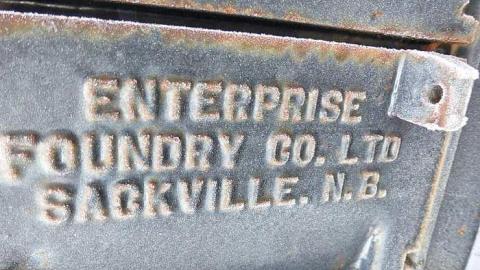 ENTERPRISE
FOUNDRY CO. LTD
SACKVILLE. N.B.